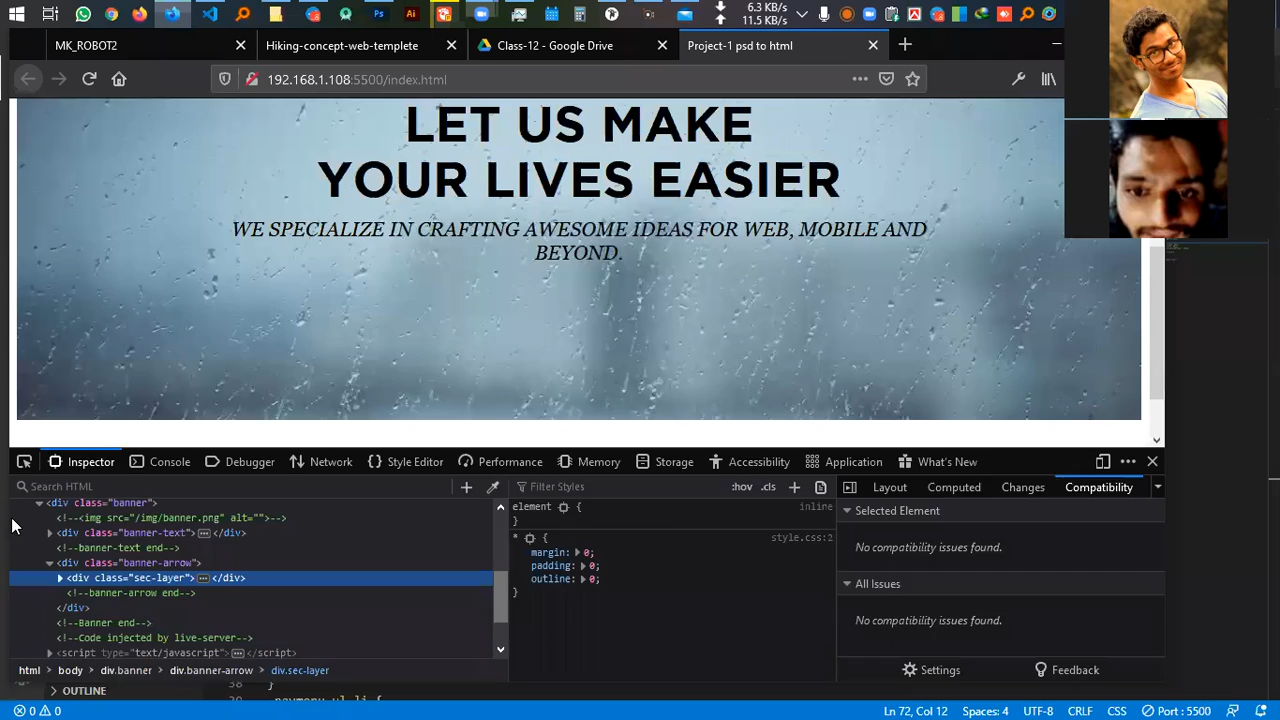 6.3 KB/s
11.5 KB/s
MK_ROBOT2
Hiking-concept-web-templete
Class-12 - Google Drive
Project-1 psd to html
192.168.1.108:5500/index.html
LET US MAKE
YOUR LIVES EASIER
WE SPECIALIZE IN CRAFTING AWESOME IDEAS FOR WEB, MOBILE AND
BEYOND.
Inspector Console Debugger Network Style Editor Performance Memory Storage Accessibility Application What's New
Search HTML
Filter Styles :hov .cls
Layout Computed Changes Compatibility
<div class="banner">
<!--<img src="/img/banner.png" alt="">-->
<div class="banner-text"> </div>
<!--banner-text end-->
<div class="banner-arrow">
<div class="sec-layer"> </div>
<!--banner-arrow end-->
</div>
<!--Banner end-->
<!--Code injected by live-server-->
<script type="text/javascript"> </script>
html body div.banner div.banner-arrow div.sec-layer
element { inline
}
* { style.css:2
margin: 0;
padding: 0;
outline: 0;
}
Selected Element
No compatibility issues found.
All Issues
No compatibility issues found.
Settings Feedback
OUTLINE
38 }
0 0
Ln 72, Col 12 Spaces: 4 UTF-8 CRLF CSS Port : 5500